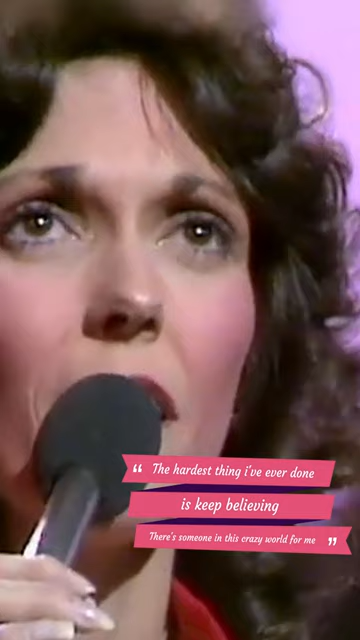 “ The hardest thing i've ever done
is keep believing
There's someone in this crazy world for me ”